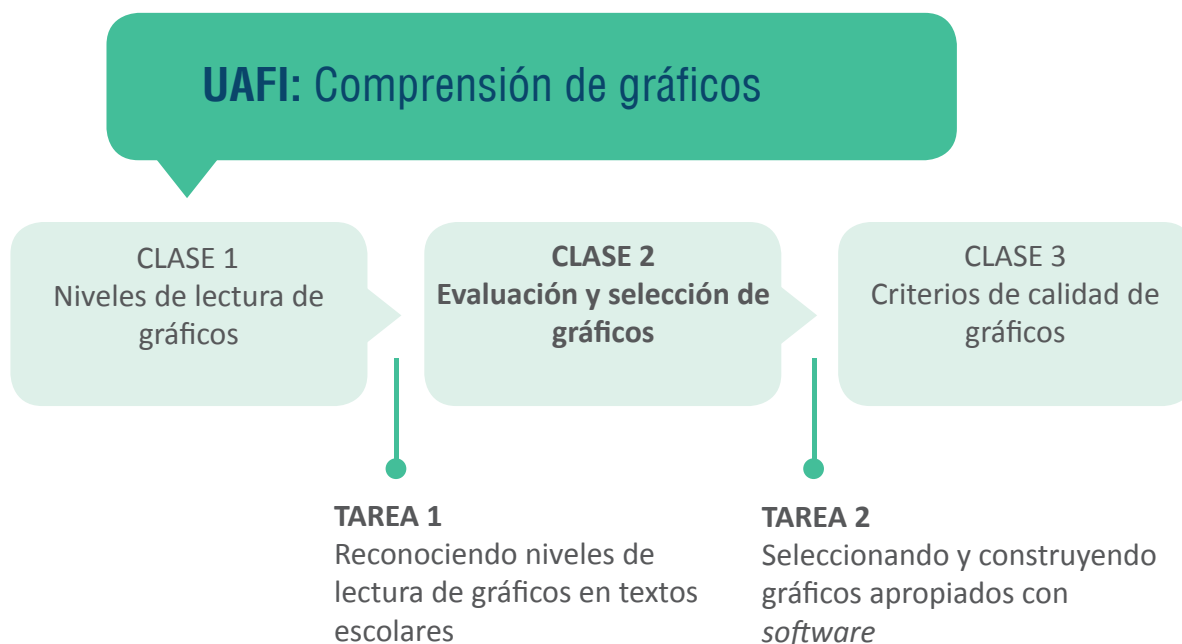 UAFI: Comprensión de gráficos
CLASE 1
Niveles de lectura de
gráficos
CLASE 2
Evaluación y selección de
gráficos
CLASE 3
Criterios de calidad de
gráficos
TAREA 1
Reconociendo niveles de
lectura de gráficos en textos
escolares
TAREA 2
Seleccionando y construyendo
gráficos apropiados con
software